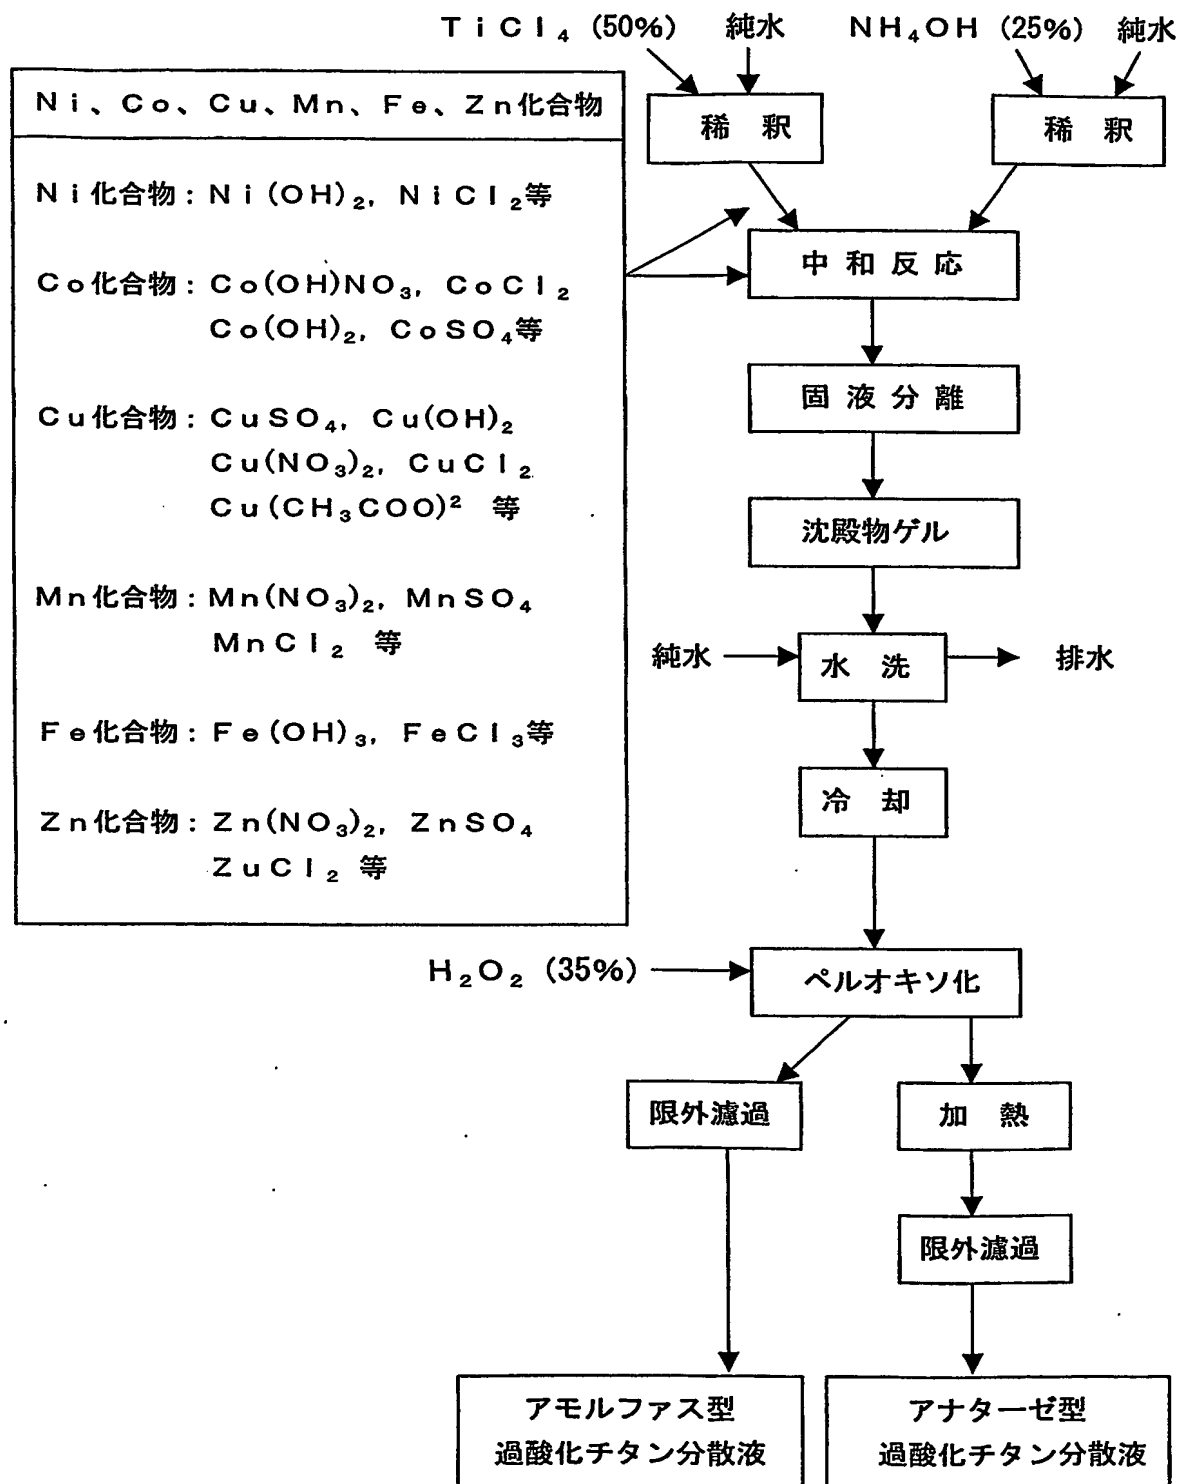 TiCl₄ (50%) 純水 NH₄OH (25%) 純水
稀 釈
稀 釈
Ni、Co、Cu、Mn、Fe、Zn化合物
Ni化合物：Ni(OH)₂, NiCl₂等
Co化合物：Co(OH)NO₃, CoCl₂
Co(OH)₂, CoSO₄等
Cu化合物：CuSO₄, Cu(OH)₂
Cu(NO₃)₂, CuCl₂
Cu(CH₃COO)² 等
Mn化合物：Mn(NO₃)₂, MnSO₄
MnCl₂ 等
Fe化合物：Fe(OH)₃, FeCl₃等
Zn化合物：Zn(NO₃)₂, ZnSO₄
ZuCl₂ 等
中 和 反 応
固 液 分 離
沈殿物ゲル
純水
水 洗
排水
冷 却
H₂O₂ (35%)
ペルオキソ化
限外濾過
加 熱
限外濾過
アモルファス型
過酸化チタン分散液
アナターゼ型
過酸化チタン分散液